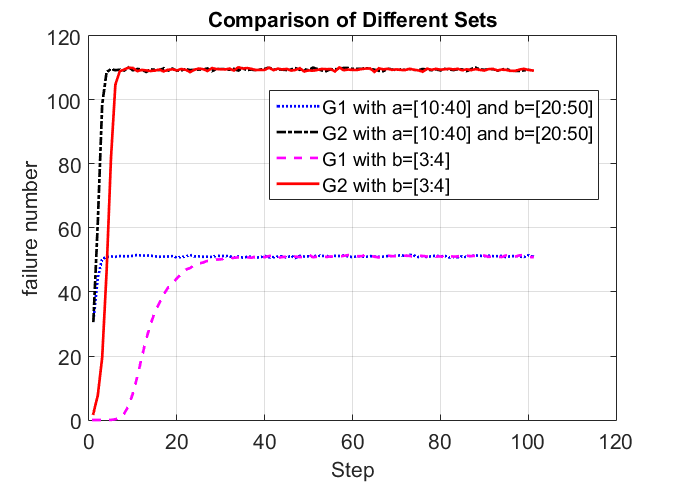 Comparison of Different Sets
120
100
80
60
40
20
0
failure number
G1 with a=[10:40] and b=[20:50]
G2 with a=[10:40] and b=[20:50]
G1 with b=[3:4]
G2 with b=[3:4]
0 20 40 60 80 100 120
Step